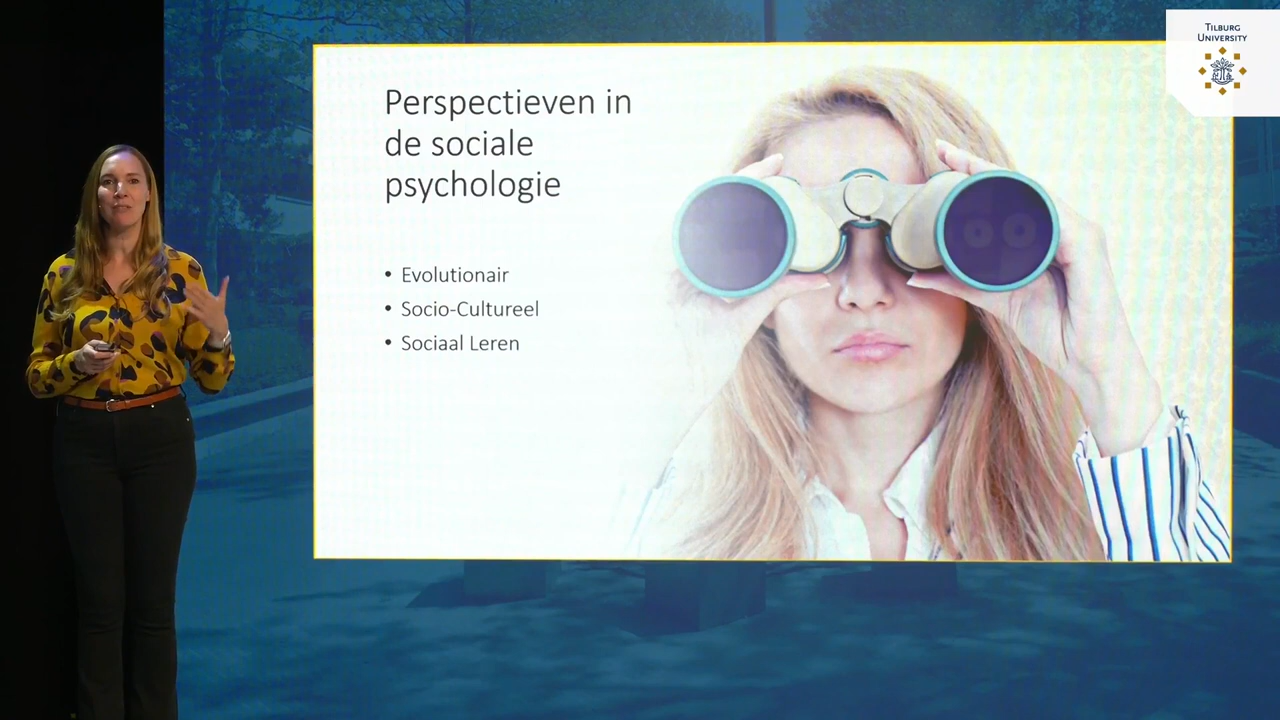 Perspectieven in
de sociale
psychologie
• Evolutionair
• Socio-Cultureel
• Sociaal Leren
TILBURG
UNIVERSITY